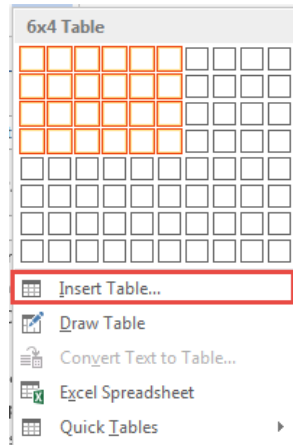 6x4 Table
Insert Table...
Draw Table
Convert Text to Table...
Excel Spreadsheet
Quick Tables